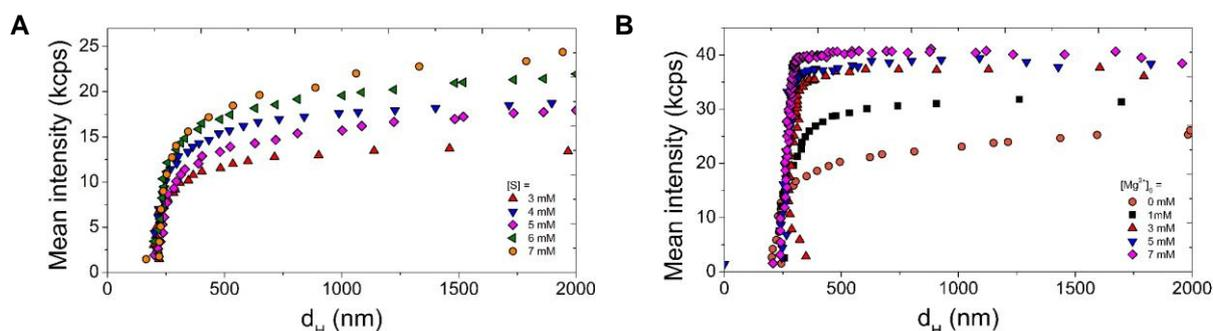 A
Mean intensity (kcps)
25
20
15
10
5
0
0
500
1000
1500
2000
d_H (nm)
[S] =
3 mM
4 mM
5 mM
6 mM
7 mM
B
Mean intensity (kcps)
40
30
20
10
0
0
500
1000
1500
2000
d_H (nm)
[Mg²⁺]₀ =
0 mM
1mM
3 mM
5 mM
7 mM